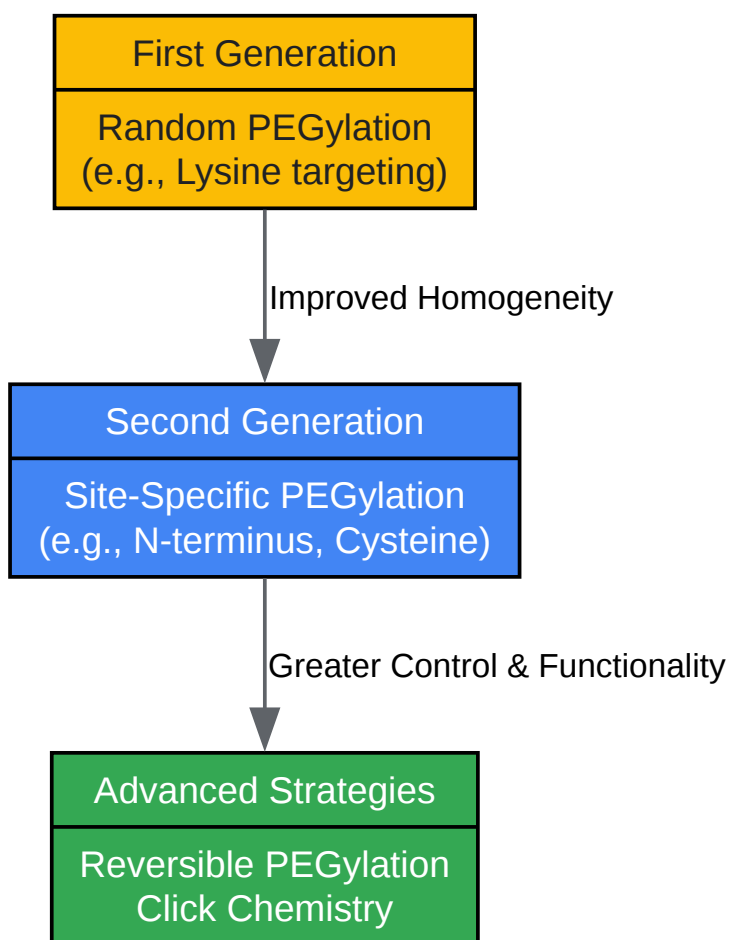 First Generation
Random PEGylation
(e.g., Lysine targeting)
Improved Homogeneity
Second Generation
Site-Specific PEGylation
(e.g., N-terminus, Cysteine)
Greater Control & Functionality
Advanced Strategies
Reversible PEGylation
Click Chemistry